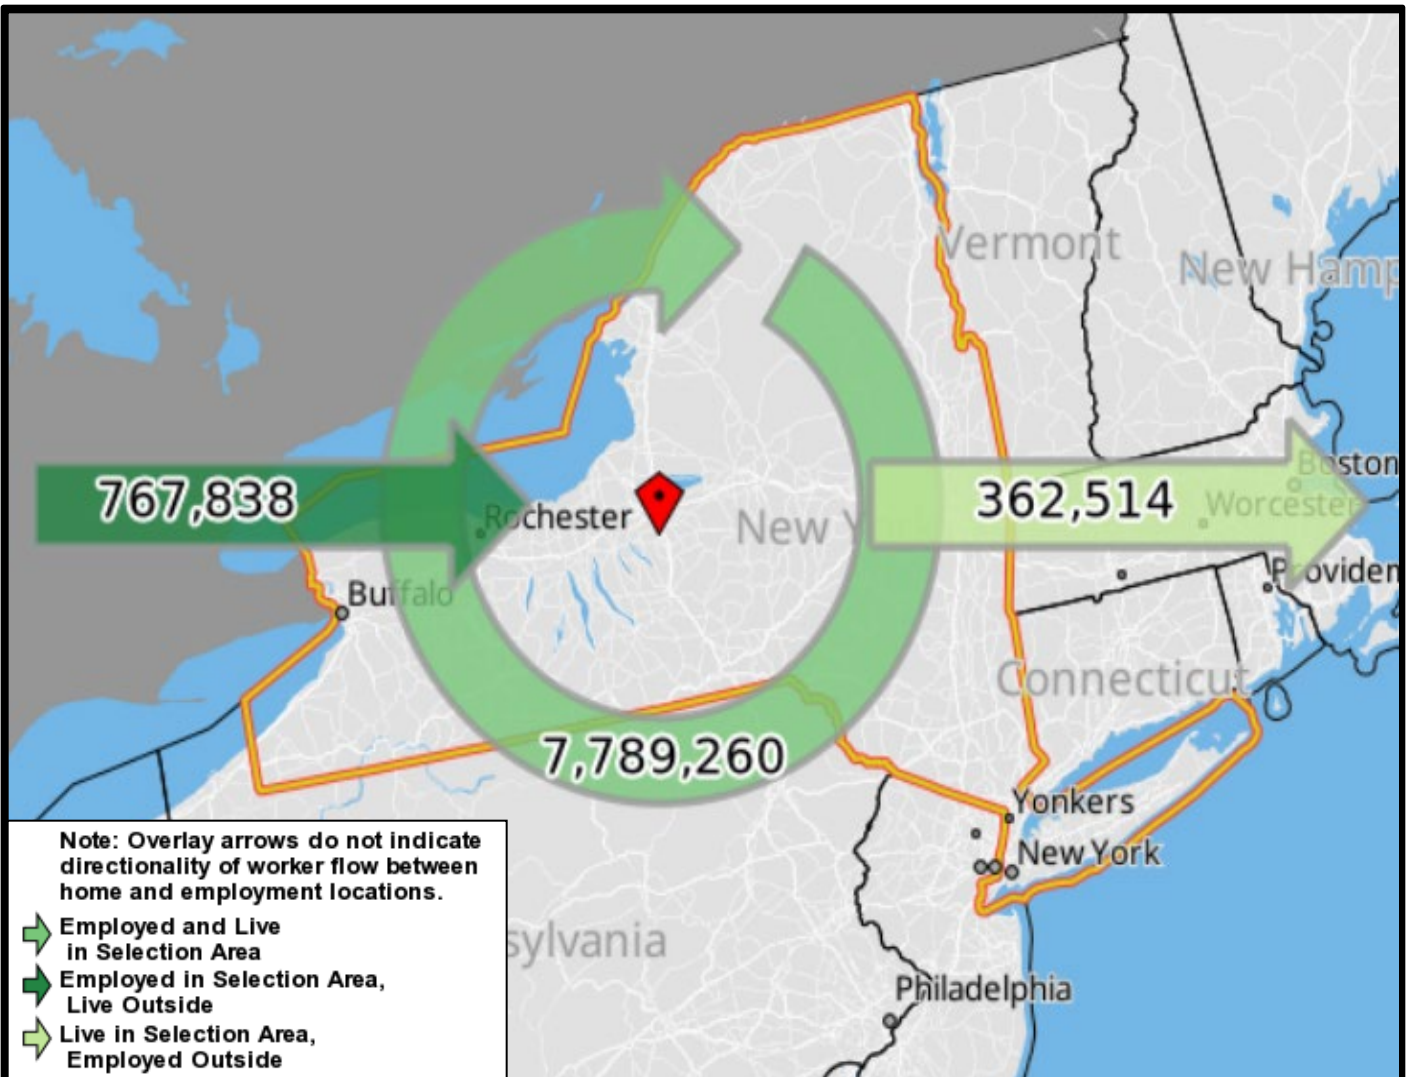 Vermont
New Hamp
767,838
362,514
Boston
Worcester
Rochester
New Y
Providen
Buffalo
Connecticut
7,789,260
Yonkers
New York
sylvania
Philadelphia
Note: Overlay arrows do not indicate
directionality of worker flow between
home and employment locations.
Employed and Live
in Selection Area
Employed in Selection Area,
Live Outside
Live in Selection Area,
Employed Outside